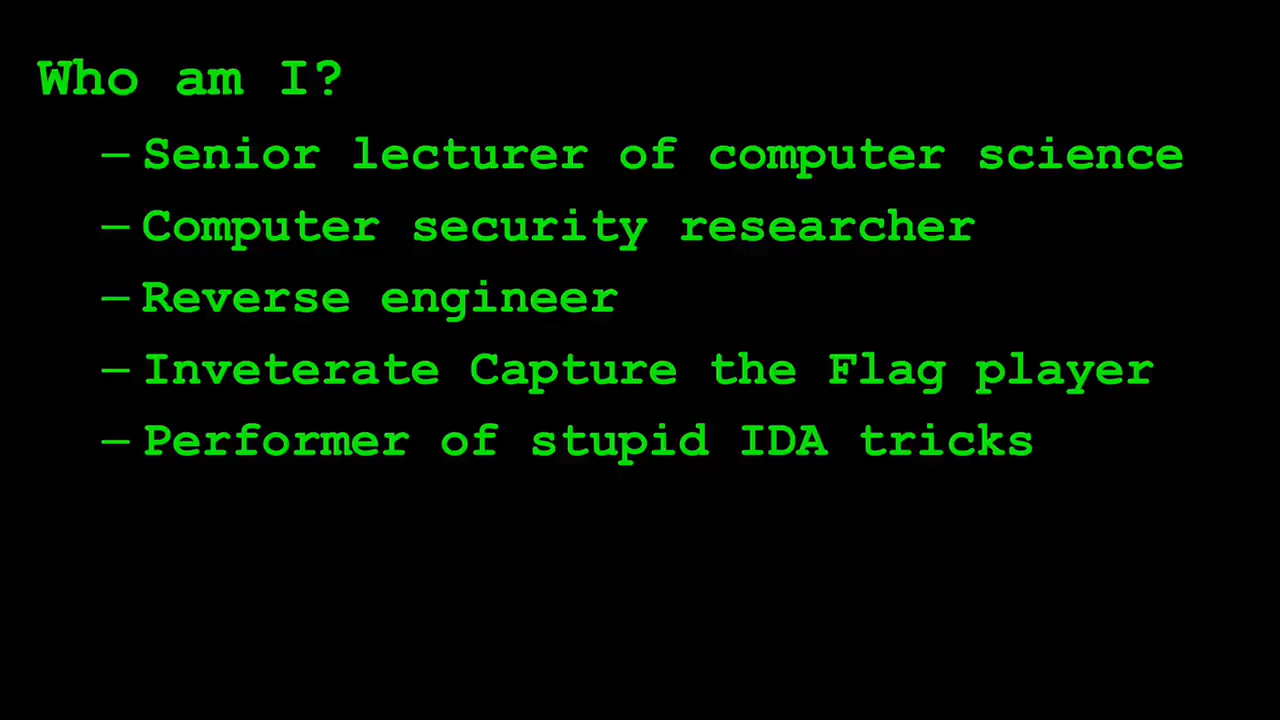 Who am I?
– Senior lecturer of computer science
– Computer security researcher
– Reverse engineer
– Inveterate Capture the Flag player
– Performer of stupid IDA tricks